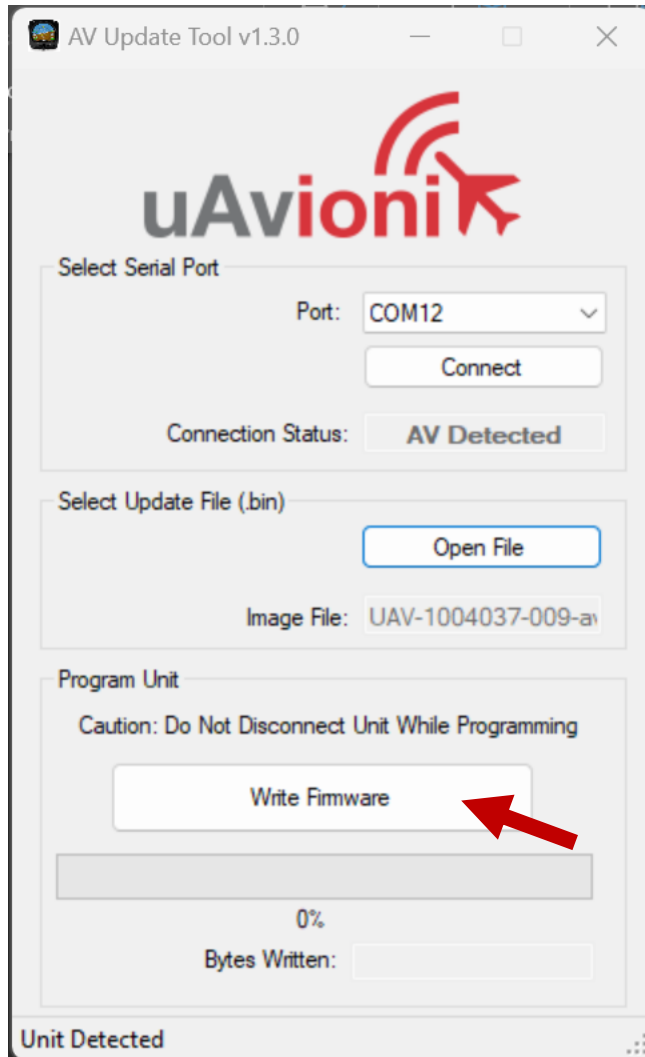 AV Update Tool v1.3.0
uAvionix
Select Serial Port
Port: COM12
Connect
Connection Status: AV Detected
Select Update File (.bin)
Open File
Image File: UAV-1004037-009-av
Program Unit
Caution: Do Not Disconnect Unit While Programming
Write Firmware
0%
Bytes Written:
Unit Detected